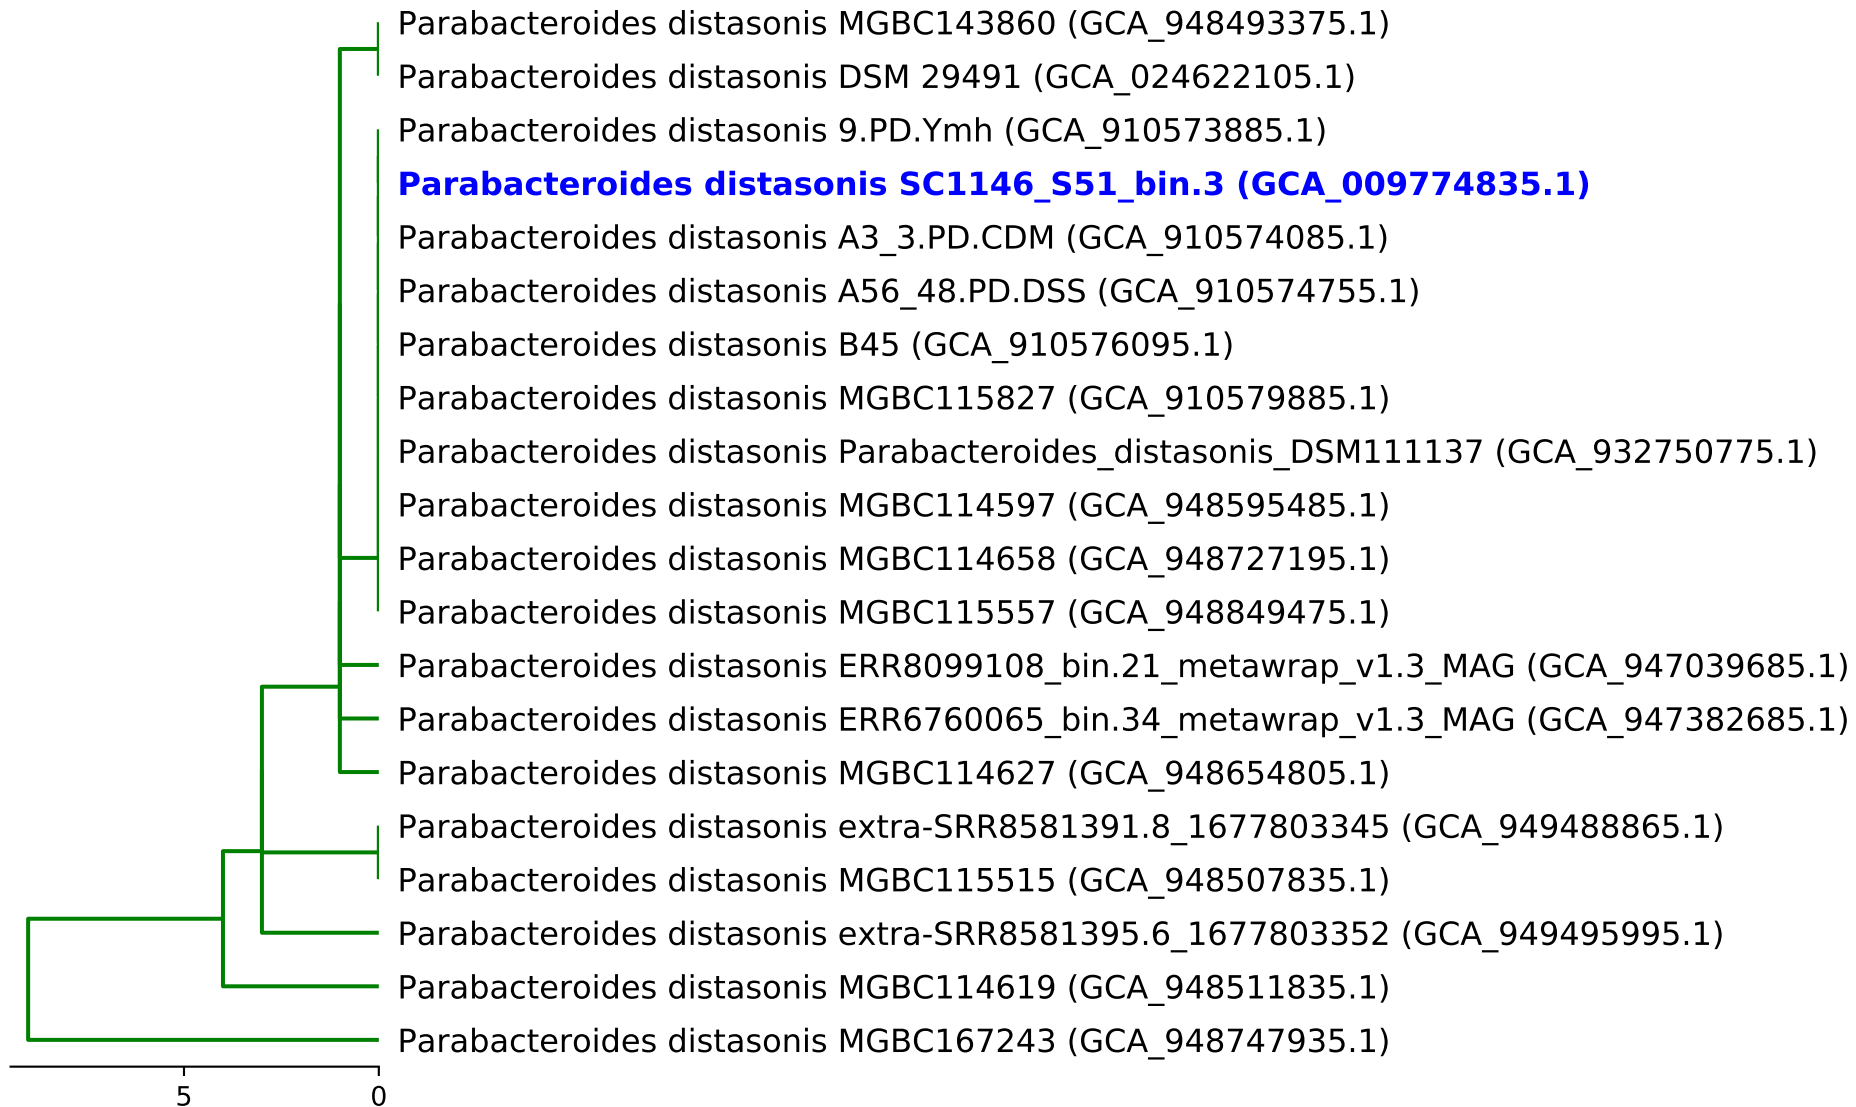 Parabacteroides distasonis MGBC143860 (GCA_948493375.1)
Parabacteroides distasonis DSM 29491 (GCA_024622105.1)
Parabacteroides distasonis 9.PD.Ymh (GCA_910573885.1)
Parabacteroides distasonis SC1146_S51_bin.3 (GCA_009774835.1)
Parabacteroides distasonis A3_3.PD.CDM (GCA_910574085.1)
Parabacteroides distasonis A56_48.PD.DSS (GCA_910574755.1)
Parabacteroides distasonis B45 (GCA_910576095.1)
Parabacteroides distasonis MGBC115827 (GCA_910579885.1)
Parabacteroides distasonis Parabacteroides_distasonis_DSM111137 (GCA_932750775.1)
Parabacteroides distasonis MGBC114597 (GCA_948595485.1)
Parabacteroides distasonis MGBC114658 (GCA_948727195.1)
Parabacteroides distasonis MGBC115557 (GCA_948849475.1)
Parabacteroides distasonis ERR8099108_bin.21_metawrap_v1.3_MAG (GCA_947039685.1)
Parabacteroides distasonis ERR6760065_bin.34_metawrap_v1.3_MAG (GCA_947382685.1)
Parabacteroides distasonis MGBC114627 (GCA_948654805.1)
Parabacteroides distasonis extra-SRR8581391.8_1677803345 (GCA_949488865.1)
Parabacteroides distasonis MGBC115515 (GCA_948507835.1)
Parabacteroides distasonis extra-SRR8581395.6_1677803352 (GCA_949495995.1)
Parabacteroides distasonis MGBC114619 (GCA_948511835.1)
Parabacteroides distasonis MGBC167243 (GCA_948747935.1)
5 0